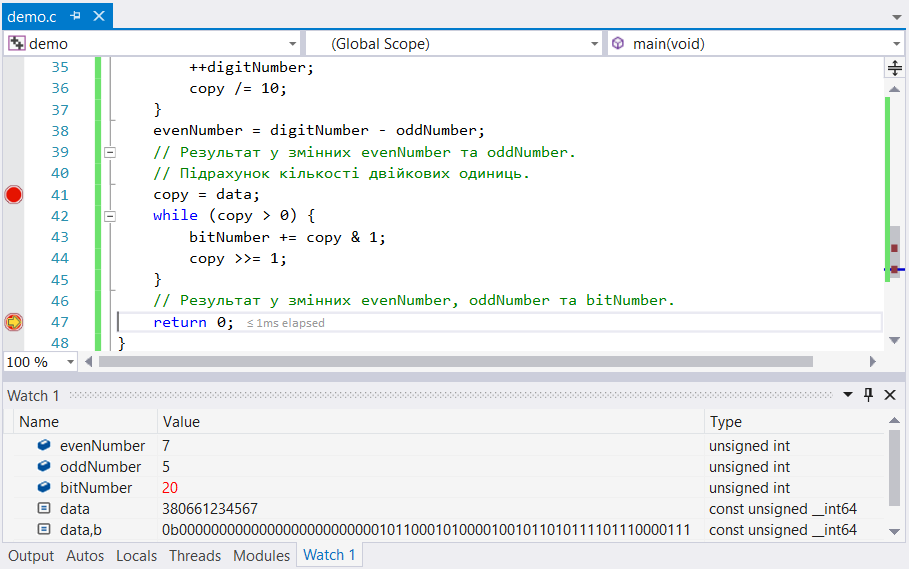 demo.c
demo (Global Scope) main(void)
35 ++digitNumber;
36 copy /= 10;
37 }
38 evenNumber = digitNumber - oddNumber;
39 // Результат у змінних evenNumber та oddNumber.
40 // Підрахунок кількості двійкових одиниць.
41 copy = data;
42 while (copy > 0) {
43 bitNumber += copy & 1;
44 copy >>= 1;
45 }
46 // Результат у змінних evenNumber, oddNumber та bitNumber.
47 return 0; ≤ 1ms elapsed
48 }
100 %
Watch 1
Name Value Type
evenNumber 7 unsigned int
oddNumber 5 unsigned int
bitNumber 20 unsigned int
data 380661234567 const unsigned __int64
data,b 0b0000000000000000000000000101100010100001001011010111101110000111 const unsigned __int64
Output Autos Locals Threads Modules Watch 1